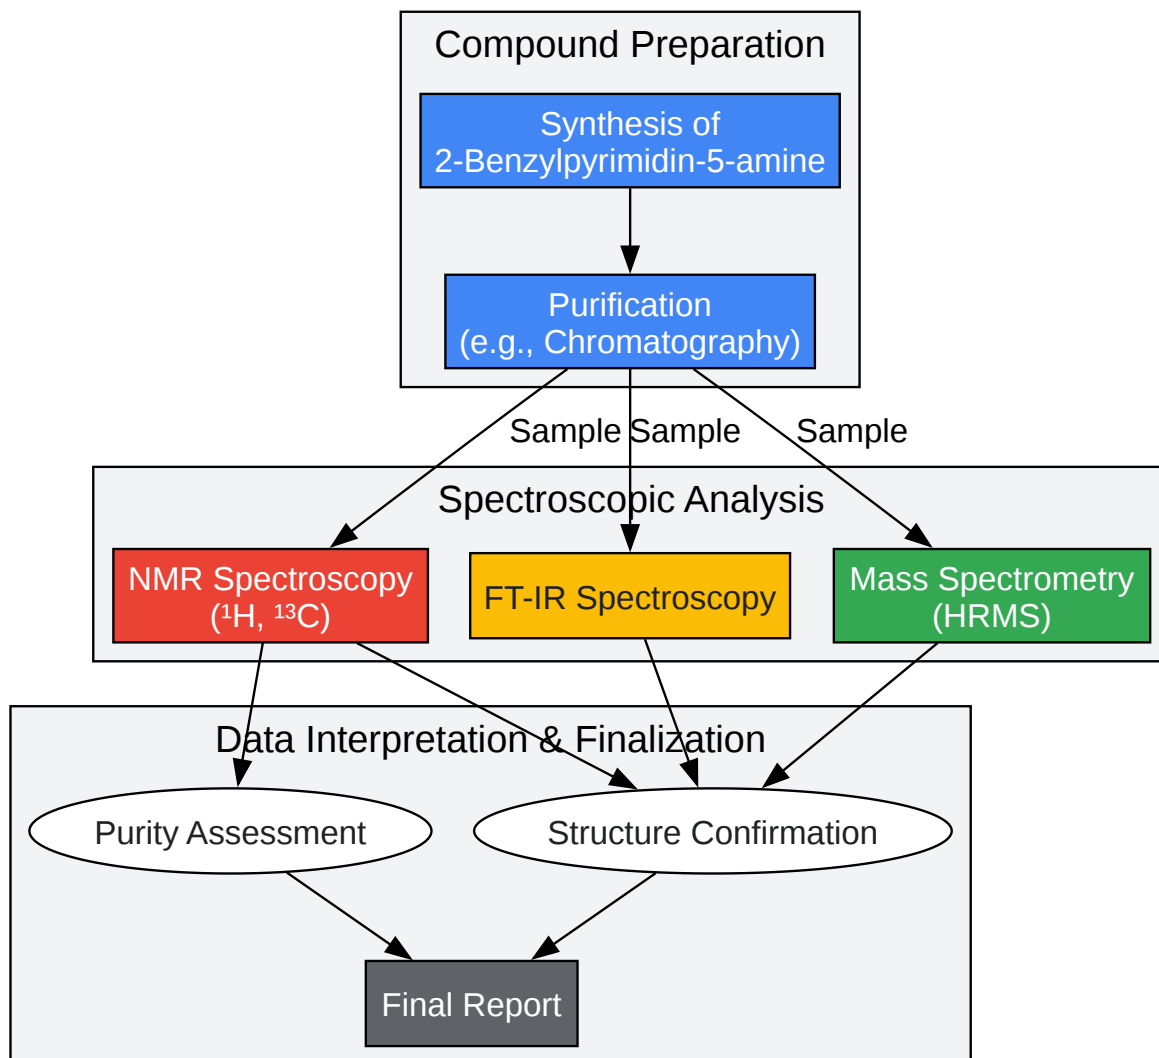 Compound Preparation
Synthesis of
2-Benzylpyrimidin-5-amine
Purification
(e.g., Chromatography)
Sample
Sample
Sample
Spectroscopic Analysis
NMR Spectroscopy
(¹H, ¹³C)
FT-IR Spectroscopy
Mass Spectrometry
(HRMS)
Data Interpretation & Finalization
Purity Assessment
Structure Confirmation
Final Report